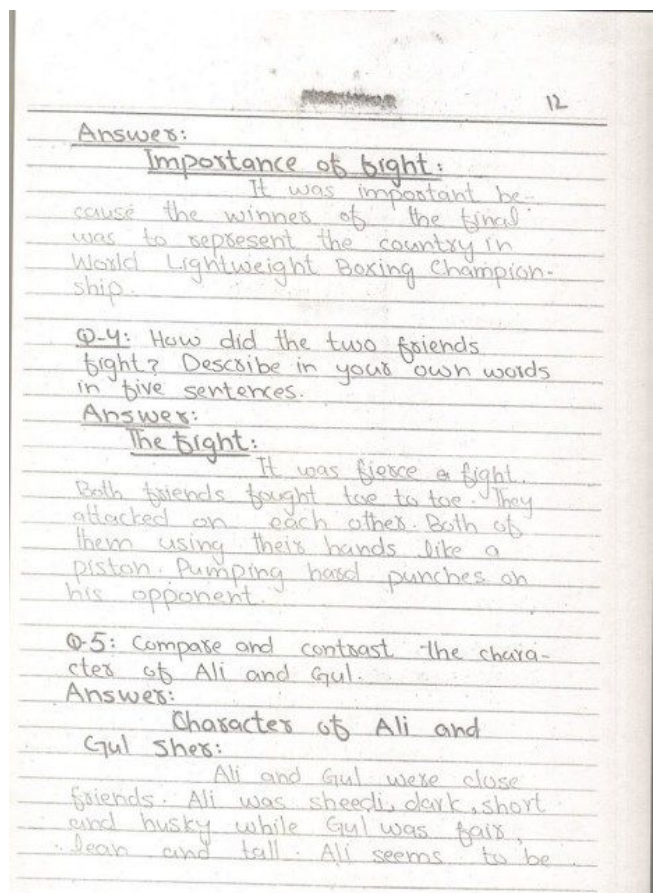 12
Answer:
Importance of fight:
It was important be-
cause the winner of the final
was to represent the country in
World Lightweight Boxing Champion-
ship.
Q-4: How did the two friends
fight? Describe in your own words
in five sentences.
Answer:
The fight:
It was fierce a fight.
Both friends fought toe to toe. They
attacked on each other. Both of
them using their hands like a
piston. Pumping hard punches on
his opponent.
Q-5: Compare and contrast the chara-
cter of Ali and Gul.
Answer:
Character of Ali and
Gul Sher:
Ali and Gul were close
friends. Ali was sheedi, dark, short
and husky while Gul was fair,
lean and tall. Ali seems to be